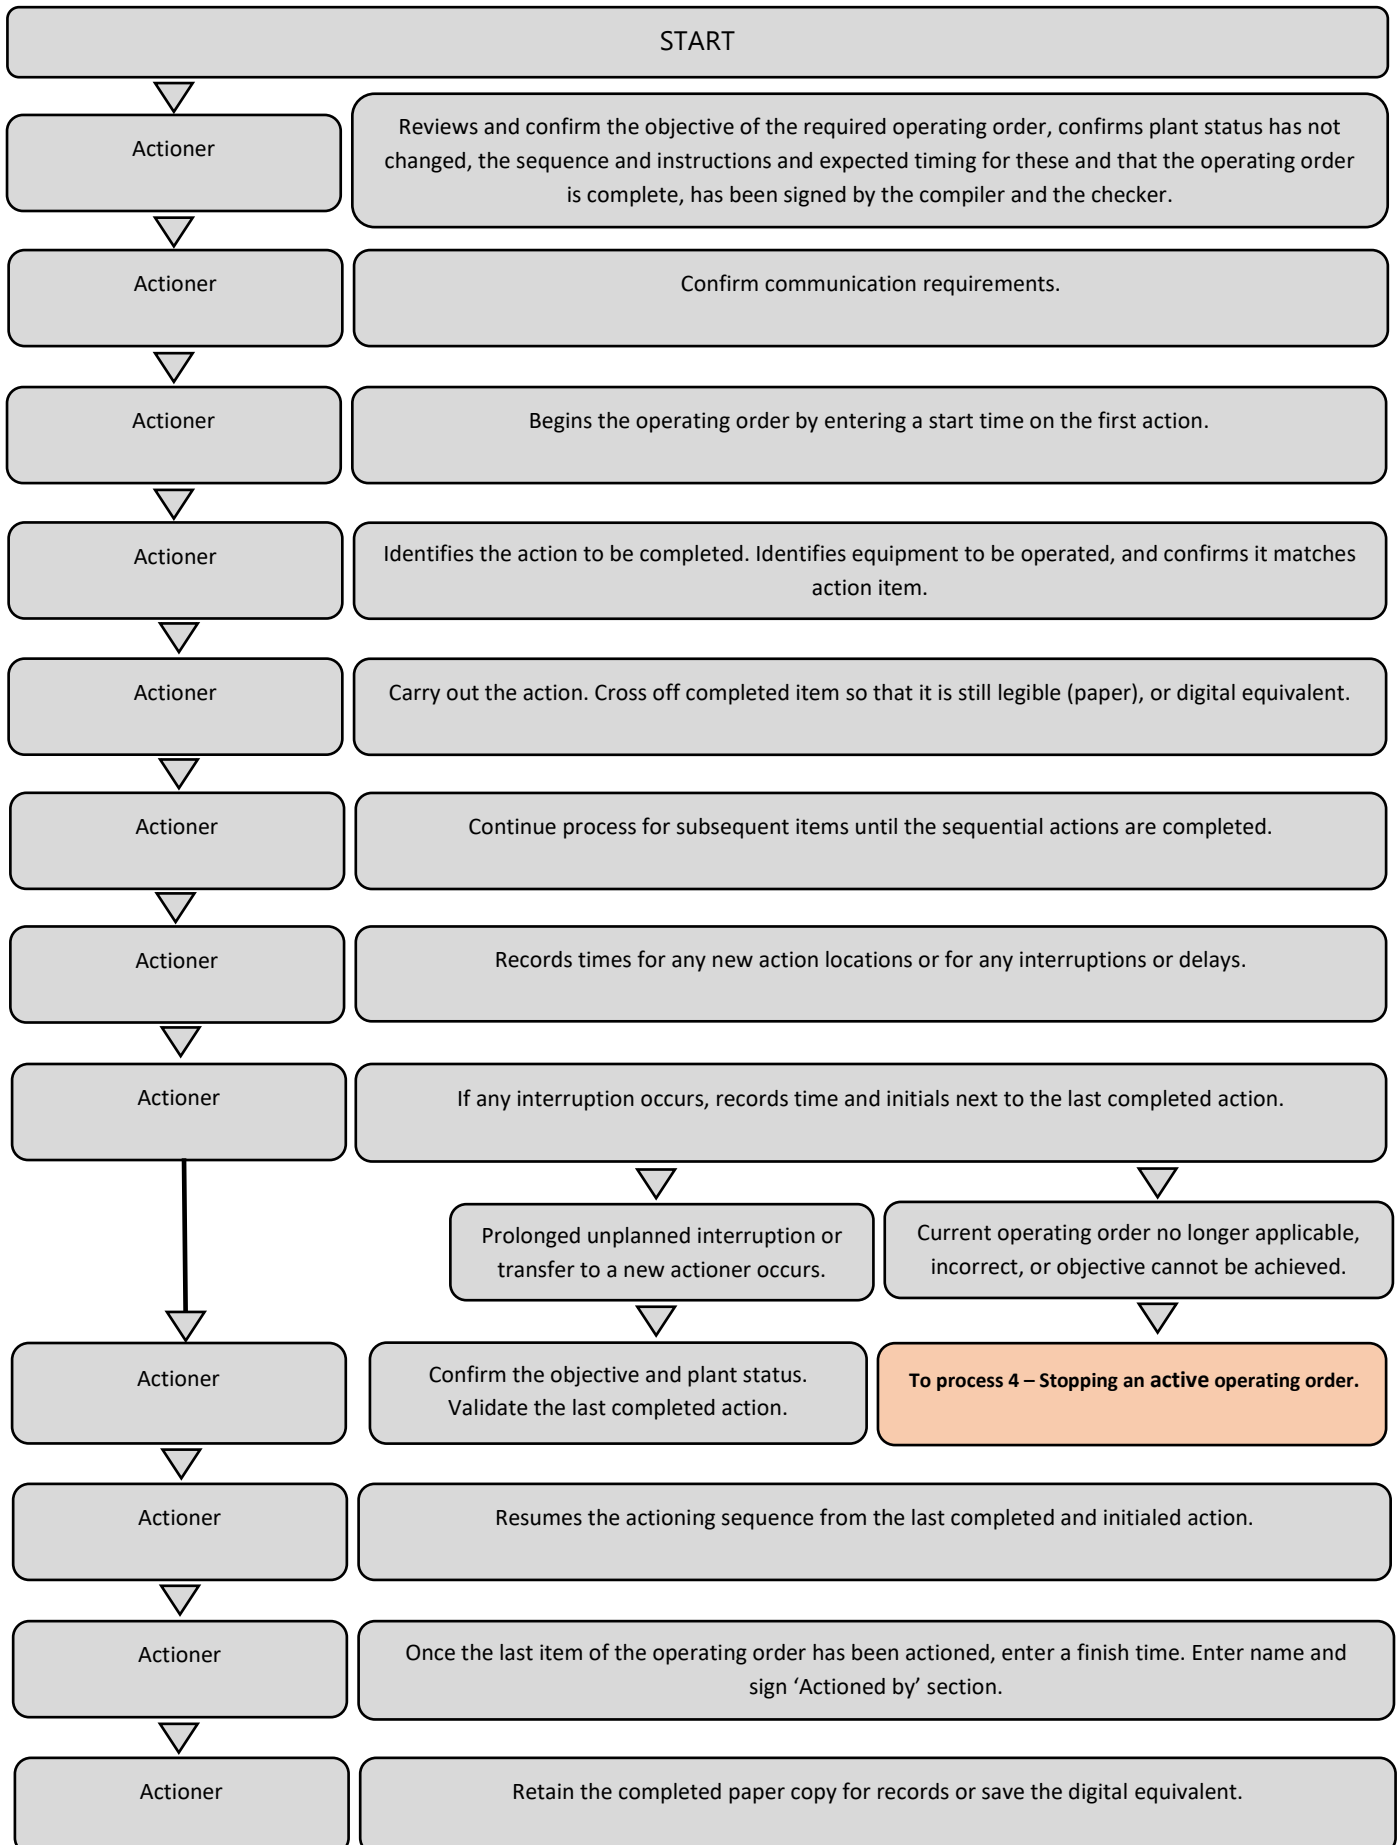 START
Actioner
Reviews and confirm the objective of the required operating order, confirms plant status has not
changed, the sequence and instructions and expected timing for these and that the operating order
is complete, has been signed by the compiler and the checker.
Actioner
Confirm communication requirements.
Actioner
Begins the operating order by entering a start time on the first action.
Actioner
Identifies the action to be completed. Identifies equipment to be operated, and confirms it matches
action item.
Actioner
Carry out the action. Cross off completed item so that it is still legible (paper), or digital equivalent.
Actioner
Continue process for subsequent items until the sequential actions are completed.
Actioner
Records times for any new action locations or for any interruptions or delays.
Actioner
If any interruption occurs, records time and initials next to the last completed action.
Prolonged unplanned interruption or
transfer to a new actioner occurs.
Current operating order no longer applicable,
incorrect, or objective cannot be achieved.
Actioner
Confirm the objective and plant status.
Validate the last completed action.
To process 4 – Stopping an active operating order.
Actioner
Resumes the actioning sequence from the last completed and initialed action.
Actioner
Once the last item of the operating order has been actioned, enter a finish time. Enter name and
sign ‘Actioned by’ section.
Actioner
Retain the completed paper copy for records or save the digital equivalent.